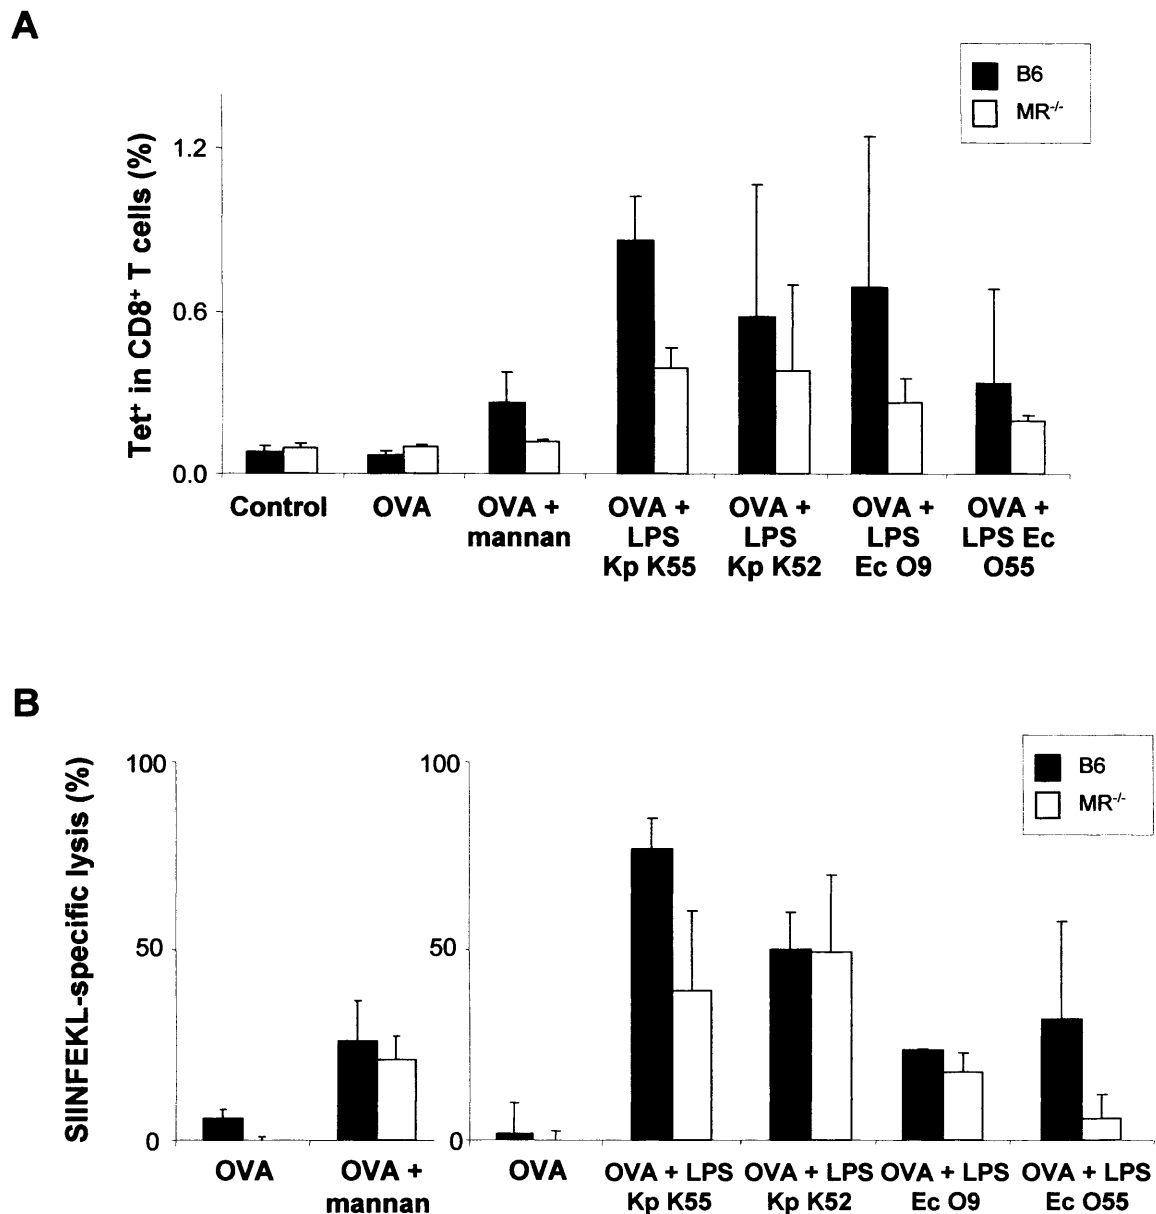 A
B6
MR-/-
Tet+ in CD8+ T cells (%)
1.2
0.6
0.0
Control
OVA
OVA +
mannan
OVA +
LPS
Kp K55
OVA +
LPS
Kp K52
OVA +
LPS
Ec O9
OVA +
LPS Ec
O55
B
B6
MR-/-
SIINFEKL-specific lysis (%)
100
50
0
OVA
OVA +
mannan
100
50
0
OVA
OVA + LPS
Kp K55
OVA + LPS
Kp K52
OVA + LPS
Ec O9
OVA + LPS
Ec O55